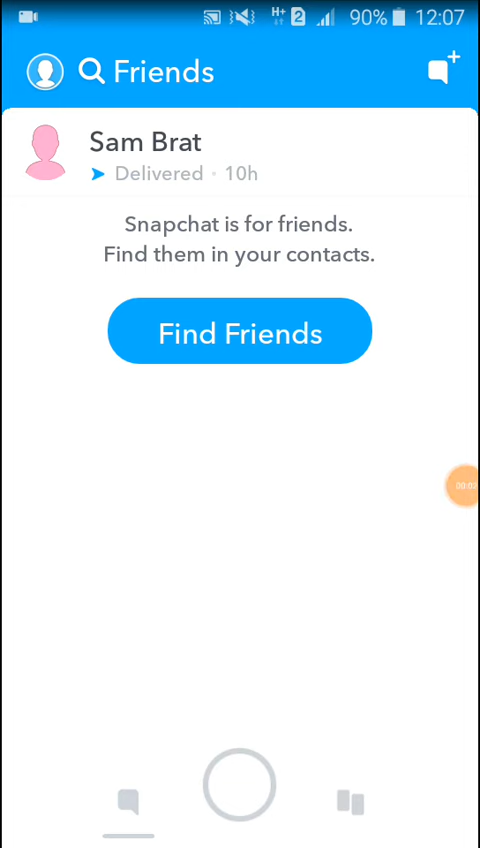 H+ 2 90% 12:07
Friends
Sam Brat
Delivered · 10h
Snapchat is for friends.
Find them in your contacts.
Find Friends